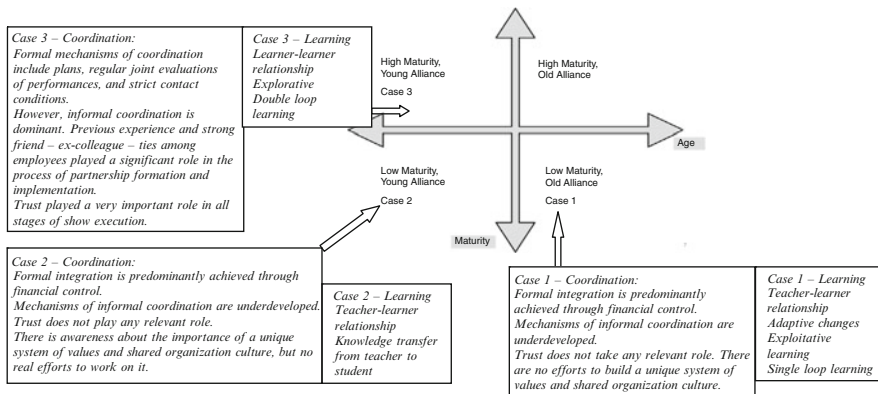 Case 3 – Coordination:
Formal mechanisms of coordination
include plans, regular joint evaluations
of performances, and strict contact
conditions.
However, informal coordination is
dominant. Previous experience and strong
friend – ex-colleague – ties among
employees played a significant role in the
process of partnership formation and
implementation.
Trust played a very important role in all
stages of show execution.
Case 3 – Learning
Learner-learner
relationship
Explorative
Double loop
learning
High Maturity,
Young Alliance
Case 3
High Maturity,
Old Alliance
Age
Low Maturity,
Young Alliance
Case 2
Low Maturity,
Old Alliance
Case 1
Maturity
Case 2 – Coordination:
Formal integration is predominantly achieved through
financial control.
Mechanisms of informal coordination are underdeveloped.
Trust does not play any relevant role.
There is awareness about the importance of a unique
system of values and shared organization culture, but no
real efforts to work on it.
Case 2 – Learning
Teacher-learner
relationship
Knowledge transfer
from teacher to
student
Case 1 – Coordination:
Formal integration is predominantly
achieved through financial control.
Mechanisms of informal coordination are
underdeveloped.
Trust does not take any relevant role. There
are no efforts to build a unique system of
values and shared organization culture.
Case 1 – Learning
Teacher-learner
relationship
Adaptive changes
Exploitative
learning
Single loop learning